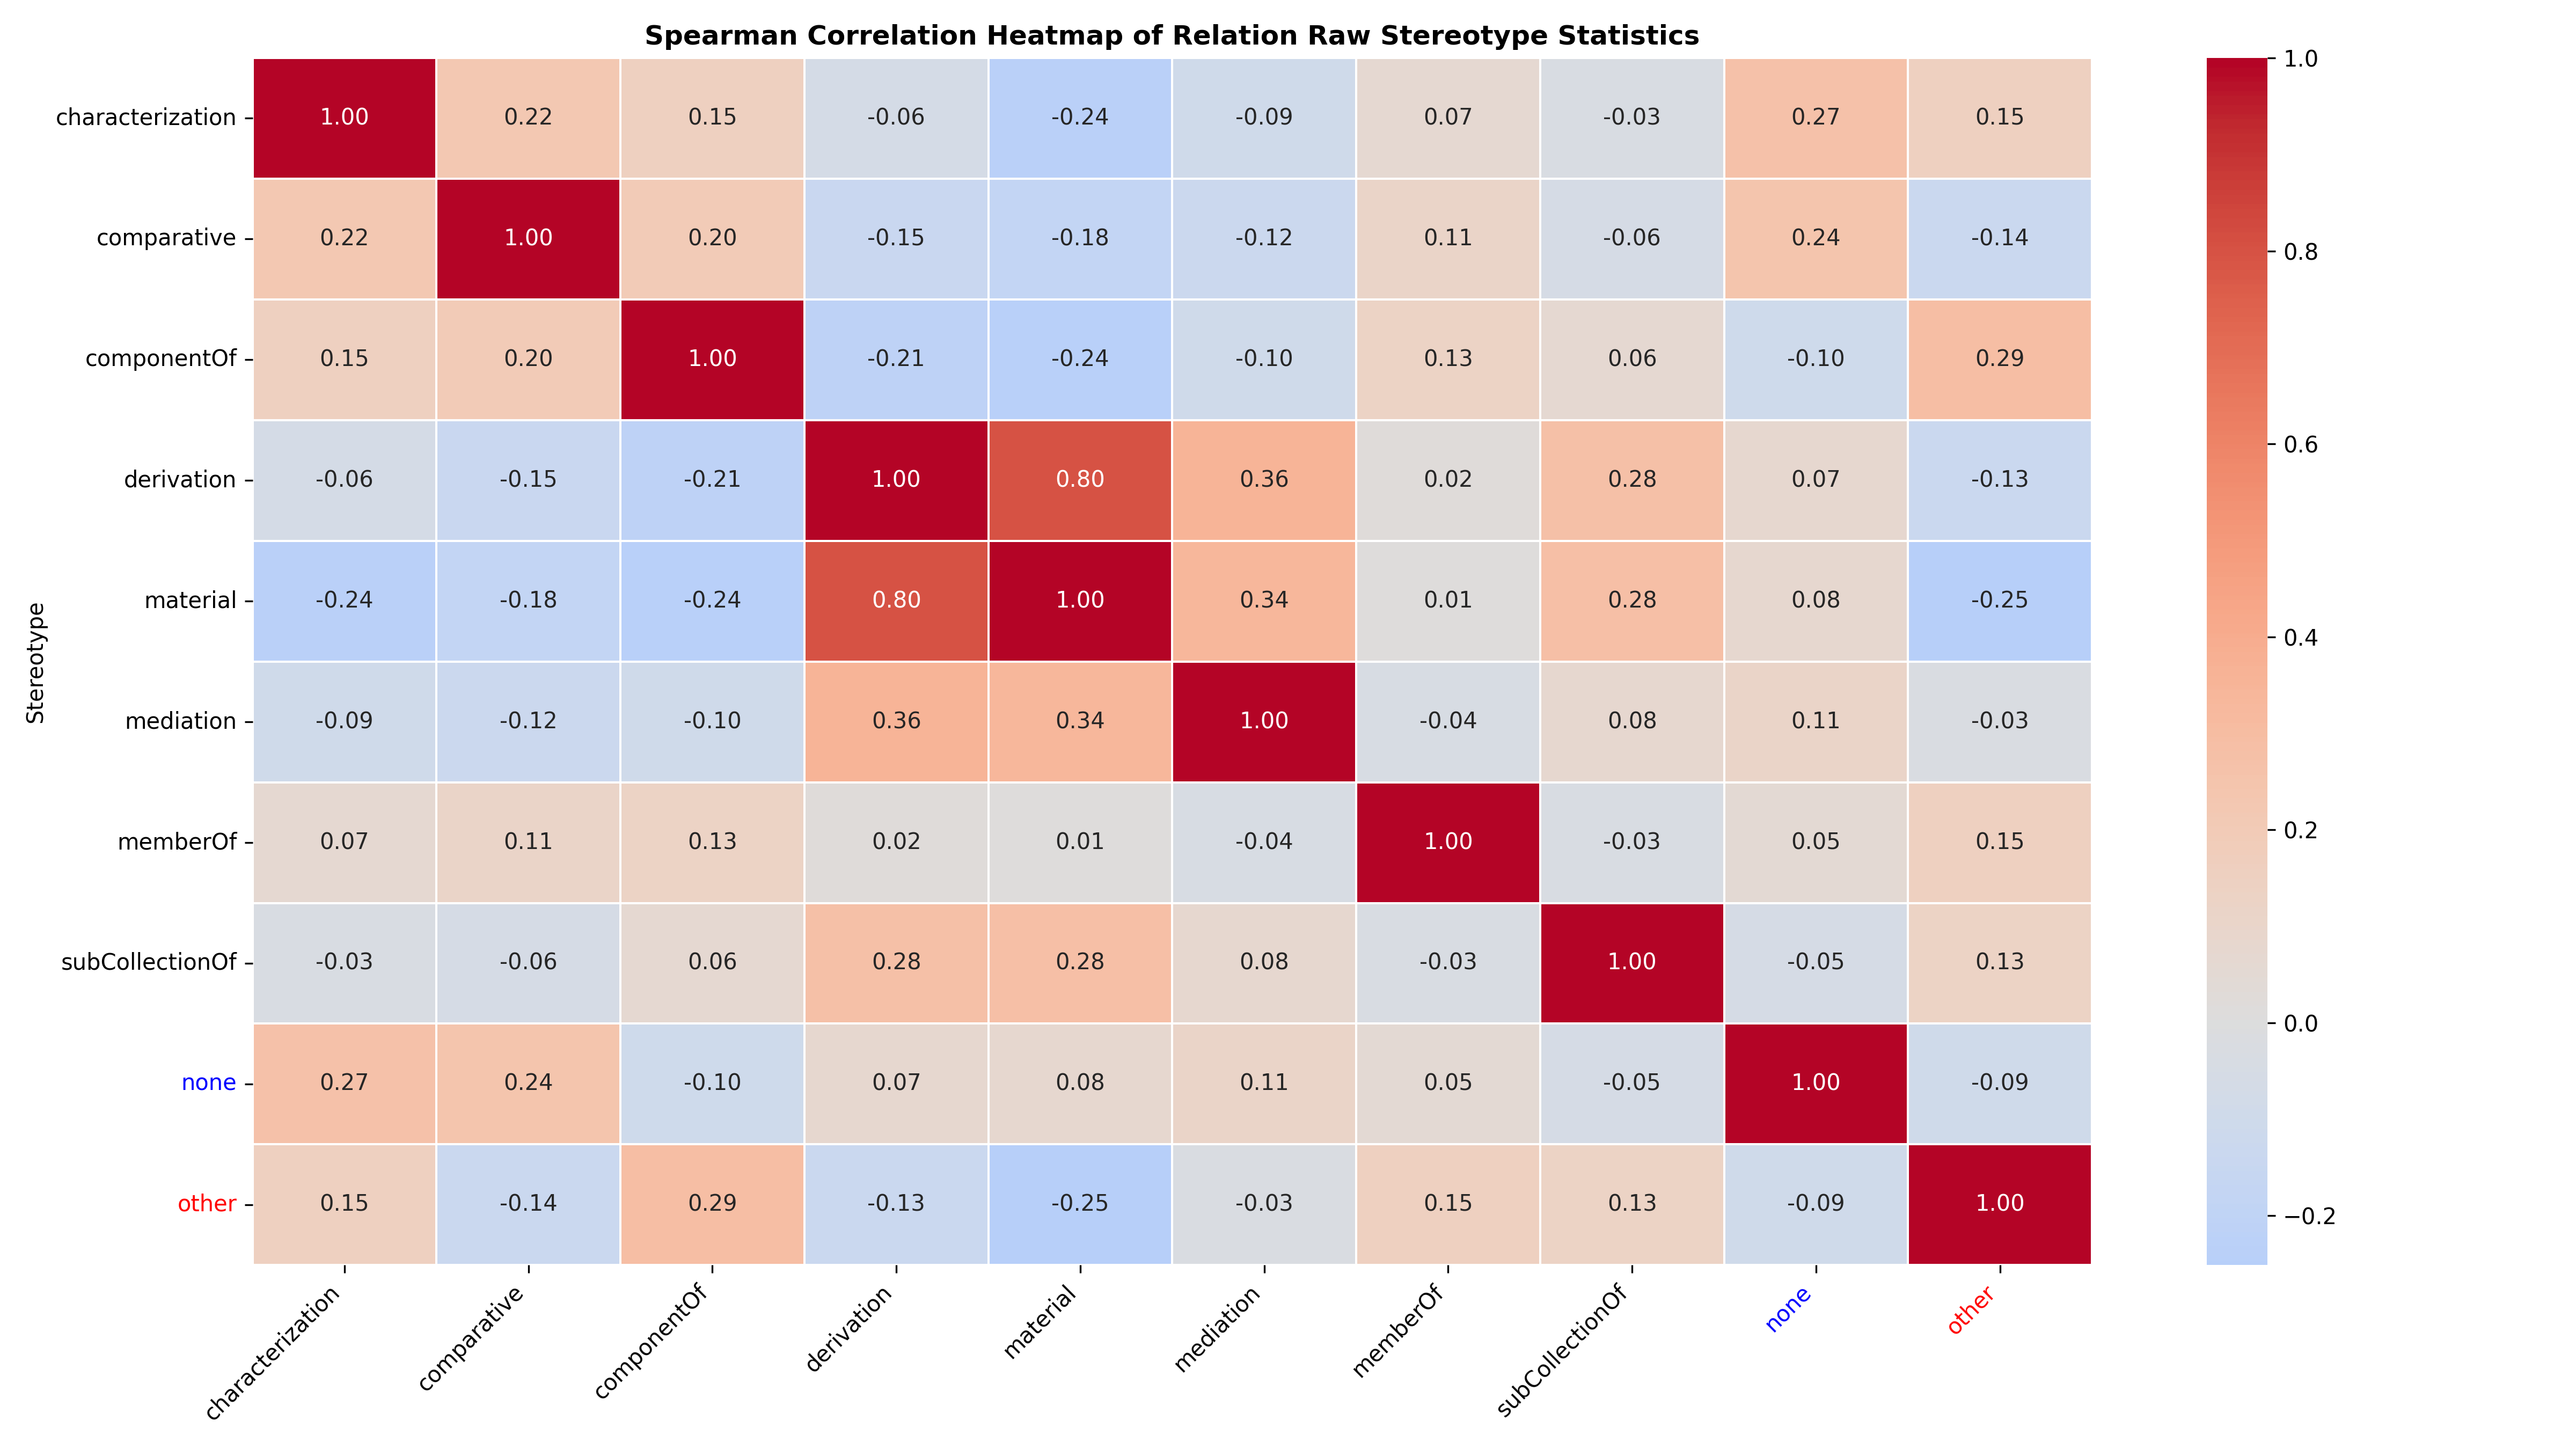 Spearman Correlation Heatmap of Relation Raw Stereotype Statistics
Stereotype
characterization 1.00 0.22 0.15 -0.06 -0.24 -0.09 0.07 -0.03 0.27 0.15
comparative 0.22 1.00 0.20 -0.15 -0.18 -0.12 0.11 -0.06 0.24 -0.14
componentOf 0.15 0.20 1.00 -0.21 -0.24 -0.10 0.13 0.06 -0.10 0.29
derivation -0.06 -0.15 -0.21 1.00 0.80 0.36 0.02 0.28 0.07 -0.13
material -0.24 -0.18 -0.24 0.80 1.00 0.34 0.01 0.28 0.08 -0.25
mediation -0.09 -0.12 -0.10 0.36 0.34 1.00 -0.04 0.08 0.11 -0.03
memberOf 0.07 0.11 0.13 0.02 0.01 -0.04 1.00 -0.03 0.05 0.15
subCollectionOf -0.03 -0.06 0.06 0.28 0.28 0.08 -0.03 1.00 -0.05 0.13
none 0.27 0.24 -0.10 0.07 0.08 0.11 0.05 -0.05 1.00 -0.09
other 0.15 -0.14 0.29 -0.13 -0.25 -0.03 0.15 0.13 -0.09 1.00
characterization comparative componentOf derivation material mediation memberOf subCollectionOf none other
1.0
0.8
0.6
0.4
0.2
0.0
−0.2